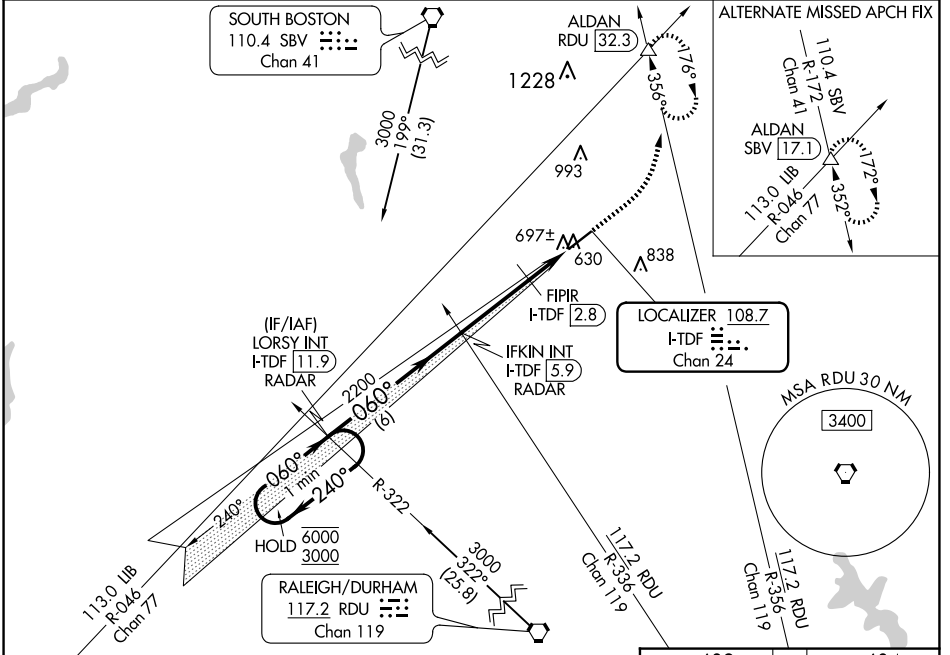 SOUTH BOSTON
110.4 SBV
Chan 41
3000
199°
(31.3)
ALDAN
RDU 32.3
1228
176°
356°
993
ALTERNATE MISSED APCH FIX
110.4 SBV
R-172
Chan 41
ALDAN
SBV 17.1
172°
352°
113.0 LIB
R-046
Chan 77
697±
630
838
FIPIR
I-TDF 2.8
LOCALIZER 108.7
I-TDF
Chan 24
(IF/IAF)
LORSY INT
I-TDF 11.9
RADAR
IFKIN INT
I-TDF 5.9
RADAR
2200
060°
(6)
MSA RDU 30 NM
3400
060°
1 min
240°
240°
HOLD 6000
3000
R-322
3000
322°
(25.8)
113.0 LIB
R-046
Chan 77
RALEIGH/DURHAM
117.2 RDU
Chan 119
117.2 RDU
R-336
Chan 119
117.2 RDU
R-356
Chan 119